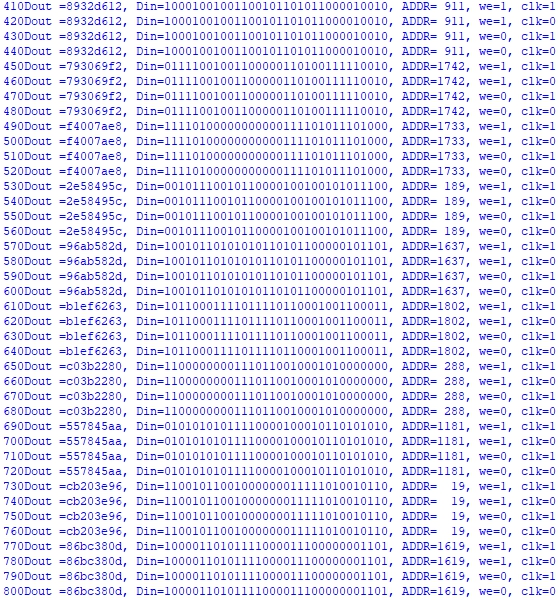 410Dout =8932d612, Din=10001001001100101101011000010010, ADDR= 911, we=1, clk=1
420Dout =8932d612, Din=10001001001100101101011000010010, ADDR= 911, we=1, clk=0
430Dout =8932d612, Din=10001001001100101101011000010010, ADDR= 911, we=0, clk=1
440Dout =8932d612, Din=10001001001100101101011000010010, ADDR= 911, we=0, clk=0
450Dout =793069f2, Din=01111001001100000110100111110010, ADDR=1742, we=1, clk=1
460Dout =793069f2, Din=01111001001100000110100111110010, ADDR=1742, we=1, clk=0
470Dout =793069f2, Din=01111001001100000110100111110010, ADDR=1742, we=0, clk=1
480Dout =793069f2, Din=01111001001100000110100111110010, ADDR=1742, we=0, clk=0
490Dout =f4007ae8, Din=11110100000000000111101011101000, ADDR=1733, we=1, clk=1
500Dout =f4007ae8, Din=11110100000000000111101011101000, ADDR=1733, we=1, clk=0
510Dout =f4007ae8, Din=11110100000000000111101011101000, ADDR=1733, we=0, clk=1
520Dout =f4007ae8, Din=11110100000000000111101011101000, ADDR=1733, we=0, clk=0
530Dout =2e58495c, Din=00101110010110000100100101011100, ADDR= 189, we=1, clk=1
540Dout =2e58495c, Din=00101110010110000100100101011100, ADDR= 189, we=1, clk=0
550Dout =2e58495c, Din=00101110010110000100100101011100, ADDR= 189, we=0, clk=1
560Dout =2e58495c, Din=00101110010110000100100101011100, ADDR= 189, we=0, clk=0
570Dout =96ab582d, Din=10010110101010110101100000101101, ADDR=1637, we=1, clk=1
580Dout =96ab582d, Din=10010110101010110101100000101101, ADDR=1637, we=1, clk=0
590Dout =96ab582d, Din=10010110101010110101100000101101, ADDR=1637, we=0, clk=1
600Dout =96ab582d, Din=10010110101010110101100000101101, ADDR=1637, we=0, clk=0
610Dout =b1ef6263, Din=10110001111011110110001001100011, ADDR=1802, we=1, clk=1
620Dout =b1ef6263, Din=10110001111011110110001001100011, ADDR=1802, we=1, clk=0
630Dout =b1ef6263, Din=10110001111011110110001001100011, ADDR=1802, we=0, clk=1
640Dout =b1ef6263, Din=10110001111011110110001001100011, ADDR=1802, we=0, clk=0
650Dout =c03b2280, Din=11000000001110110010001010000000, ADDR= 288, we=1, clk=1
660Dout =c03b2280, Din=11000000001110110010001010000000, ADDR= 288, we=1, clk=0
670Dout =c03b2280, Din=11000000001110110010001010000000, ADDR= 288, we=0, clk=1
680Dout =c03b2280, Din=11000000001110110010001010000000, ADDR= 288, we=0, clk=0
690Dout =557845aa, Din=01010101011110000100010110101010, ADDR=1181, we=1, clk=1
700Dout =557845aa, Din=01010101011110000100010110101010, ADDR=1181, we=1, clk=0
710Dout =557845aa, Din=01010101011110000100010110101010, ADDR=1181, we=0, clk=1
720Dout =557845aa, Din=01010101011110000100010110101010, ADDR=1181, we=0, clk=0
730Dout =cb203e96, Din=11001011001000000011111010010110, ADDR=  19, we=1, clk=1
740Dout =cb203e96, Din=11001011001000000011111010010110, ADDR=  19, we=1, clk=0
750Dout =cb203e96, Din=11001011001000000011111010010110, ADDR=  19, we=0, clk=1
760Dout =cb203e96, Din=11001011001000000011111010010110, ADDR=  19, we=0, clk=0
770Dout =86bc380d, Din=10000110101111000011100000001101, ADDR=1619, we=1, clk=1
780Dout =86bc380d, Din=10000110101111000011100000001101, ADDR=1619, we=1, clk=0
790Dout =86bc380d, Din=10000110101111000011100000001101, ADDR=1619, we=0, clk=1
800Dout =86bc380d, Din=10000110101111000011100000001101, ADDR=1619, we=0, clk=0